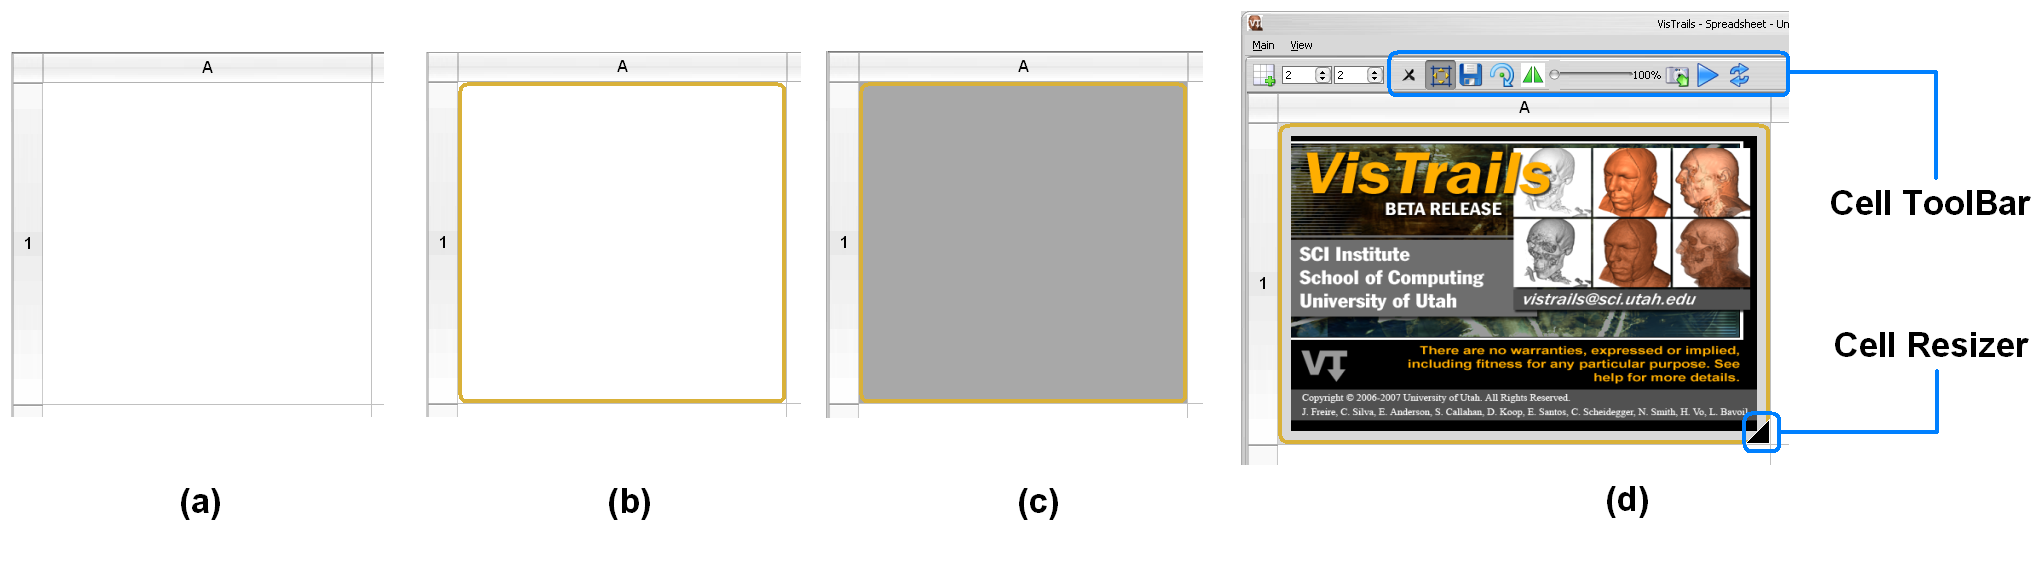 A
1
(a)
A
1
(b)
A
1
(c)
VisTrails - Spreadsheet - Un
Main View
2 2 100%
A
1
VisTrails
BETA RELEASE
SCI Institute
School of Computing
University of Utah
vistrails@sci.utah.edu
There are no warranties, expressed or implied,
including fitness for any particular purpose. See
help for more details.
VT
Copyright © 2006-2007 University of Utah. All Rights Reserved.
J. Freire, C. Silva, E. Anderson, S. Callahan, D. Koop, E. Santos, C. Scheidegger, N. Smith, H. Vo, L. Bavoil
(d)
Cell ToolBar
Cell Resizer